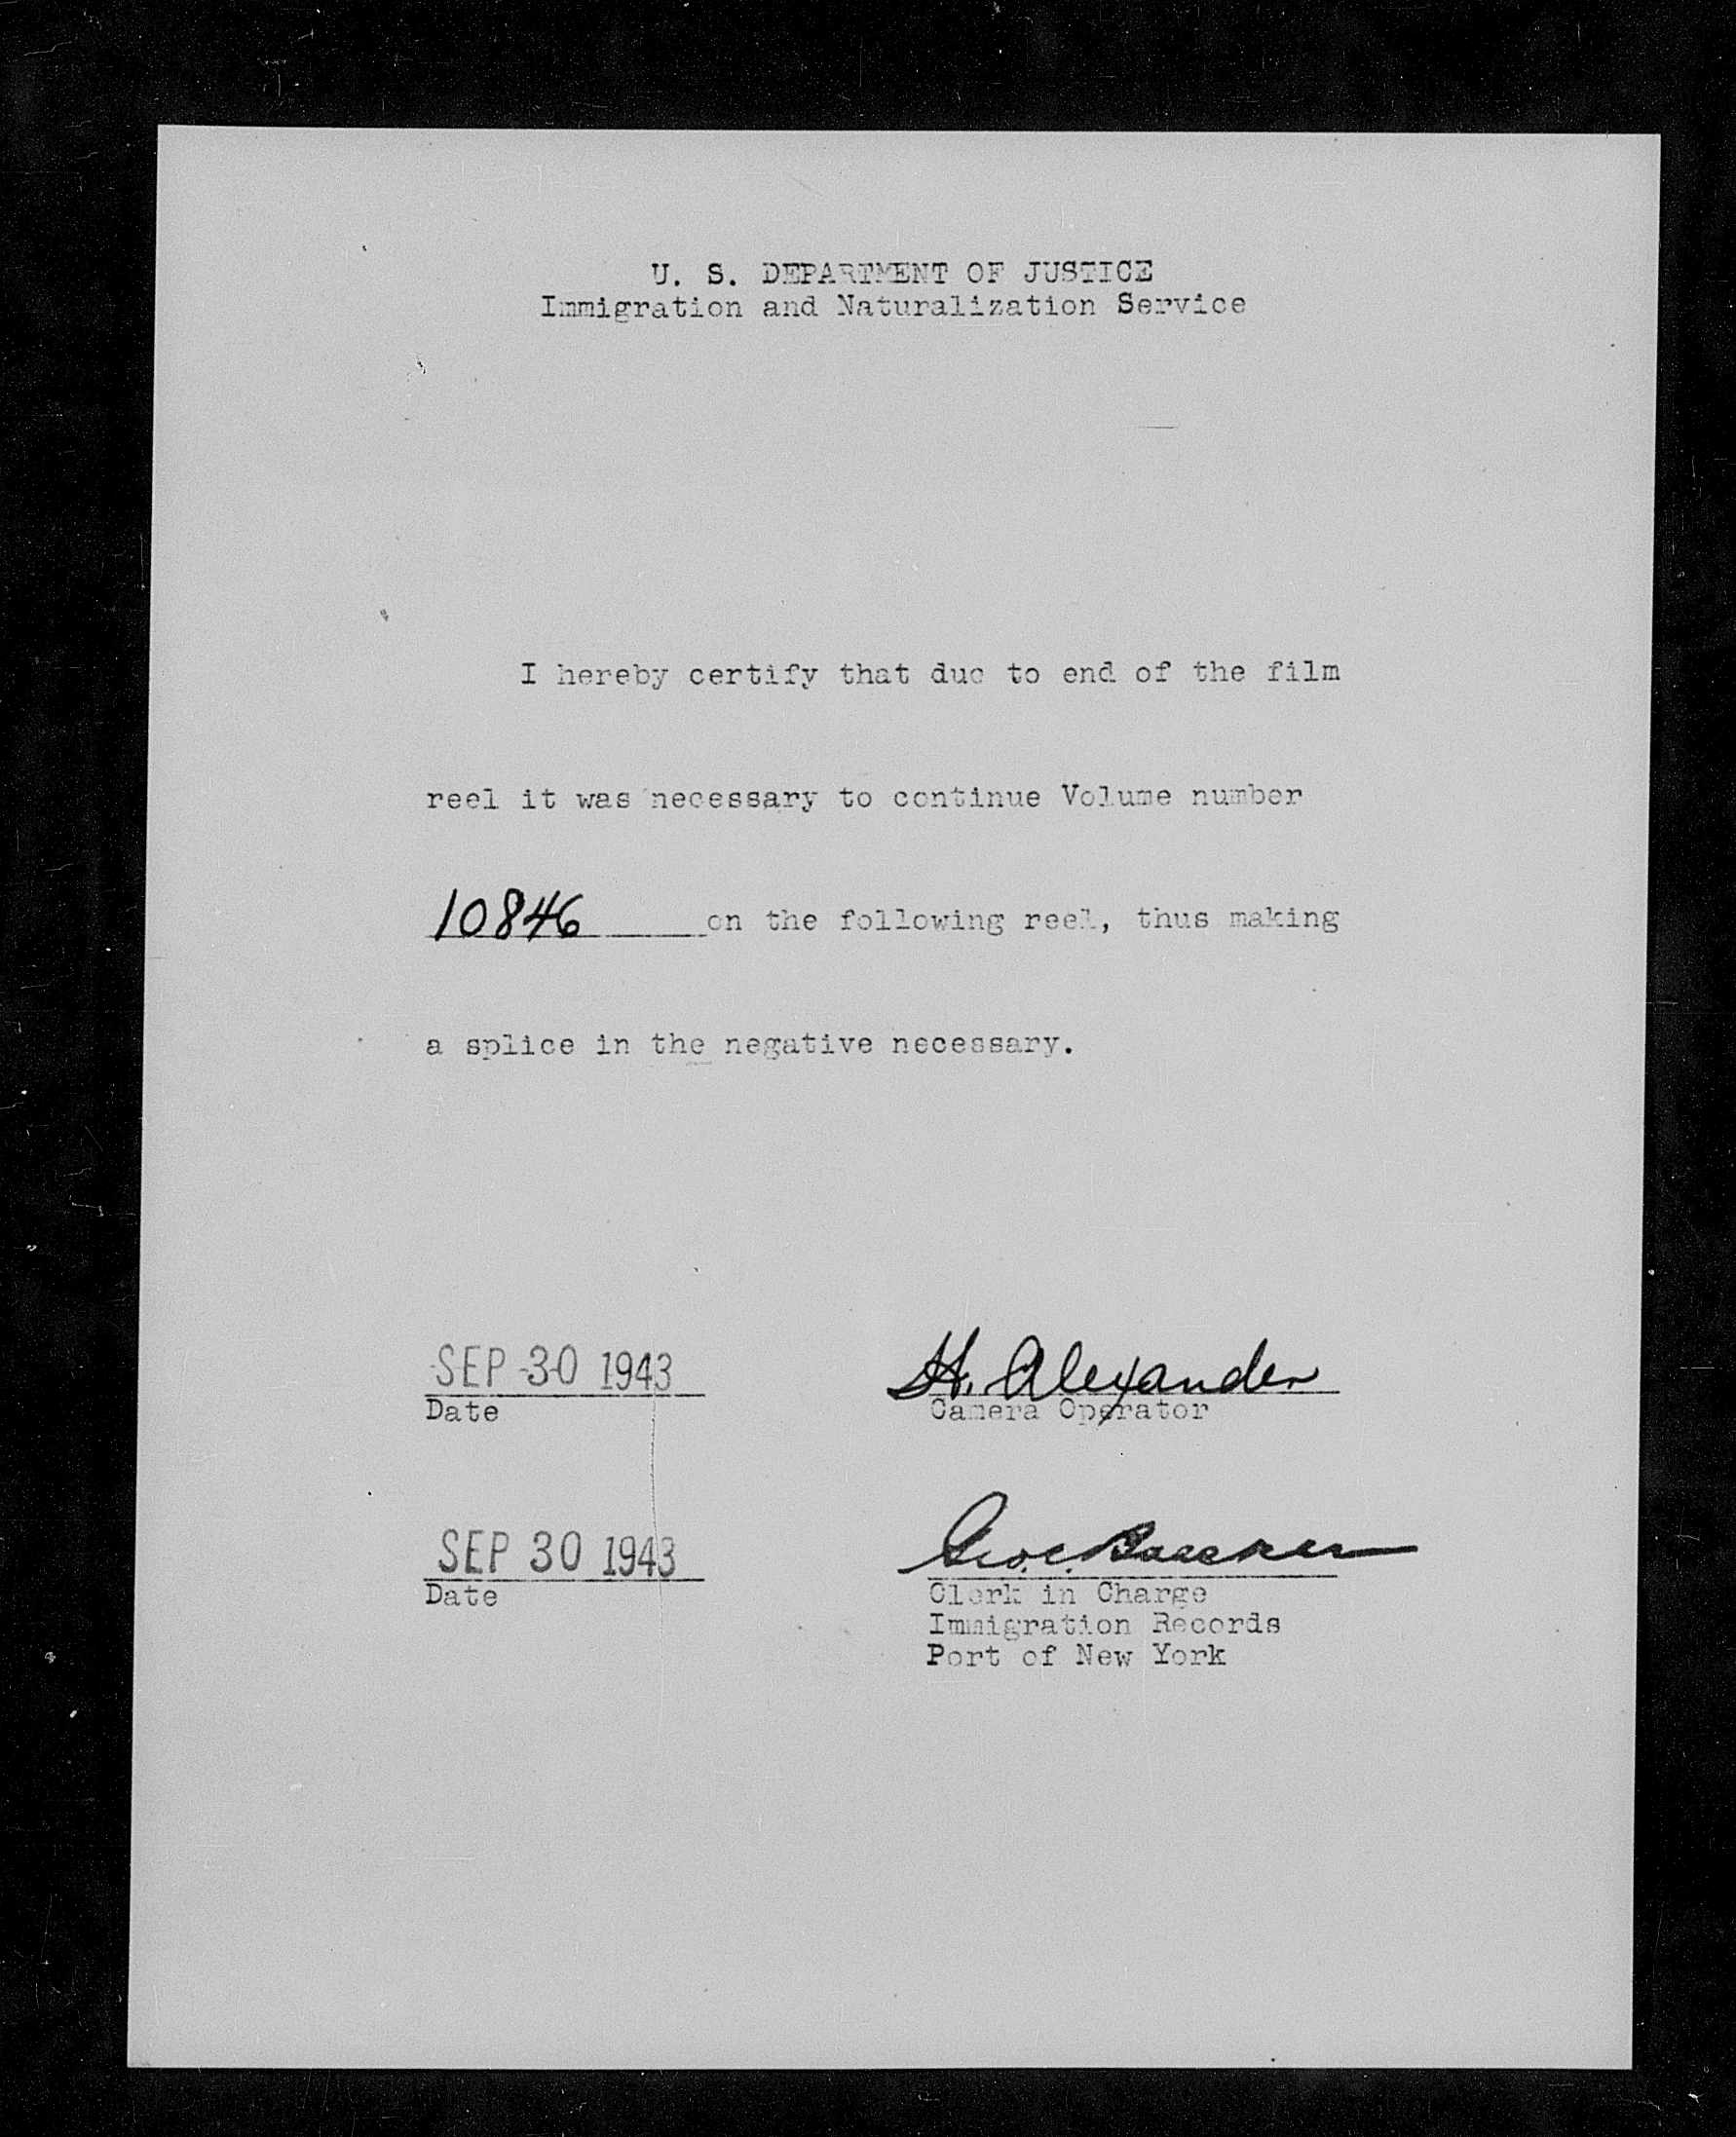 U. S. DEPARTMENT OF JUSTICE
Immigration and Naturalization Service
I hereby certify that due to end of the film
reel it was necessary to continue Volume number
10846 on the following reel, thus making
a splice in the negative necessary.
SEP 30 1943
H. Alexander
Date
Camera Operator
SEP 30 1943
Geo. C.
Date
Clerk in Charge
Immigration Records
Port of New York